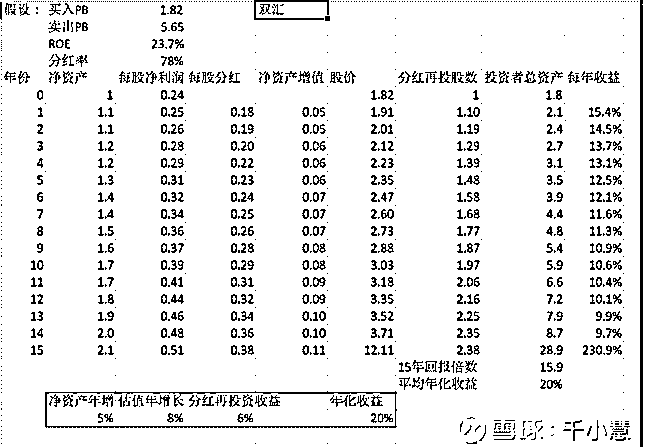 假设： 买入PB 1.82 双汇
卖出PB 5.65
ROE 23.7%
分红率 78%
年份 净资产 每股净利润 每股分红 净资产增值 股价 分红再投股数 投资者总资产 每年收益
0 1 0.24 1.82 1 1.8
1 1.1 0.25 0.18 0.05 1.91 1.10 2.1 15.4%
2 1.1 0.26 0.19 0.05 2.01 1.19 2.4 14.5%
3 1.2 0.28 0.20 0.06 2.12 1.29 2.7 13.7%
4 1.2 0.29 0.22 0.06 2.23 1.39 3.1 13.1%
5 1.3 0.31 0.23 0.06 2.35 1.48 3.5 12.5%
6 1.4 0.32 0.24 0.07 2.47 1.58 3.9 12.1%
7 1.4 0.34 0.25 0.07 2.60 1.68 4.4 11.6%
8 1.5 0.36 0.26 0.07 2.73 1.77 4.8 11.3%
9 1.6 0.37 0.28 0.08 2.88 1.87 5.4 10.9%
10 1.7 0.39 0.29 0.08 3.03 1.97 5.9 10.6%
11 1.7 0.41 0.31 0.09 3.18 2.06 6.6 10.4%
12 1.8 0.44 0.32 0.09 3.35 2.16 7.2 10.1%
13 1.9 0.46 0.34 0.10 3.52 2.25 7.9 9.9%
14 2.0 0.48 0.36 0.10 3.71 2.35 8.7 9.7%
15 2.1 0.51 0.38 0.11 12.11 2.38 28.9 230.9%
15年回报倍数 15.9
平均年化收益 20%
净资产年增 估值年增长 分红再投资收益 年化收益
5% 8% 6% 20%
雪球：千小慧